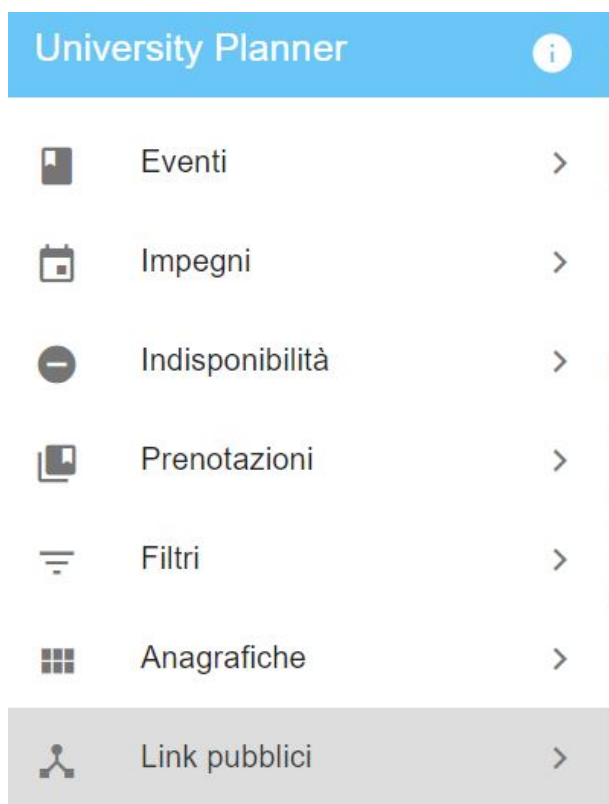 University Planner
Eventi
Impegni
Indisponibilità
Prenotazioni
Filtri
Anagrafiche
Link pubblici